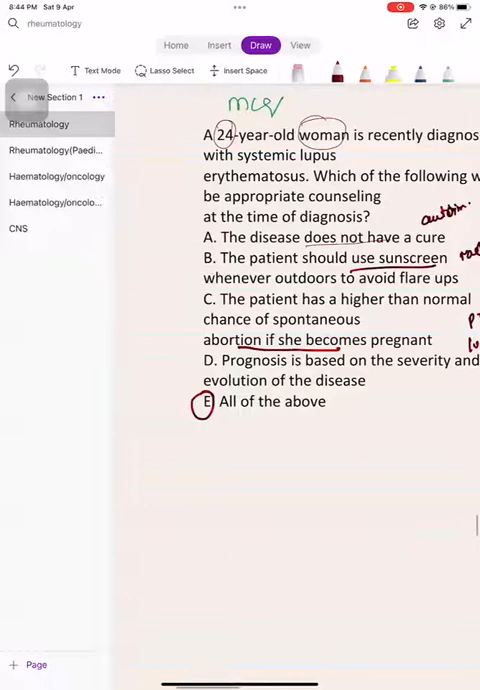 8:44 PM Sat 9 Apr
86%
rheumatology
Home Insert Draw View
Text Mode Lasso Select Insert Space
New Section 1
Rheumatology
Rheumatology(Paedi...
Haematology/oncology
Haematology/oncolo...
CNS
Page
mcq
A 24-year-old woman is recently diagnos
with systemic lupus
erythematosus. Which of the following w
be appropriate counseling
at the time of diagnosis?
autoim.
A. The disease does not have a cure
B. The patient should use sunscreen
whenever outdoors to avoid flare ups
C. The patient has a higher than normal
chance of spontaneous
abortion if she becomes pregnant
D. Prognosis is based on the severity and
evolution of the disease
E. All of the above